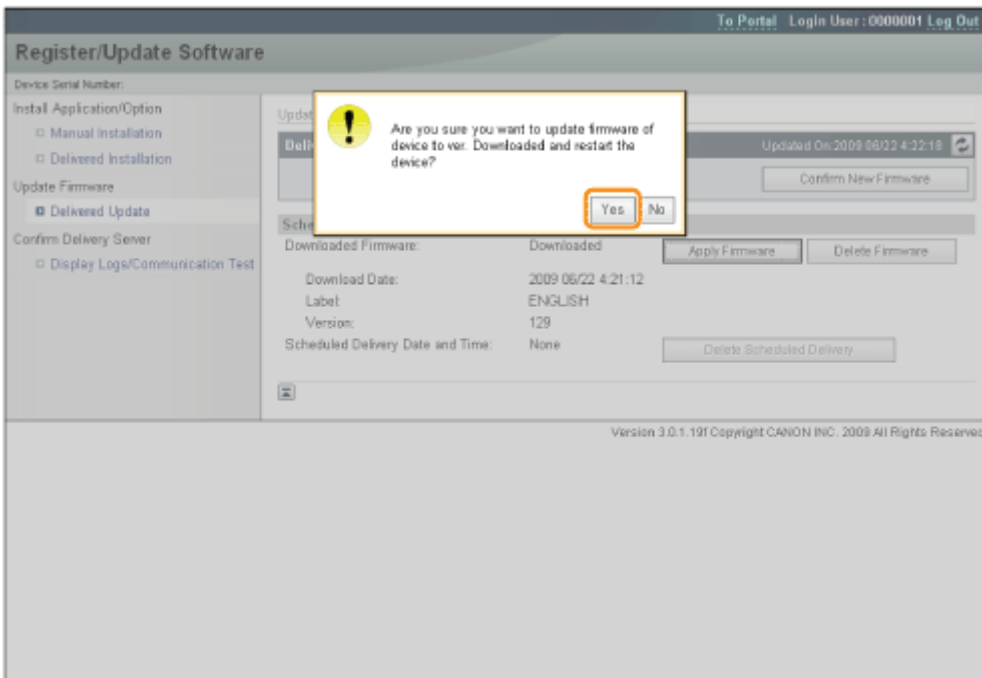 To Portal Login User : 0000001 Log Out
Register/Update Software
Device Serial Number:
Install Application/Option
Manual Installation
Delivered Installation
Update Firmware
Delivered Update
Confirm Delivery Server
Display Logs/Communication Test
Updat
Deli
Updated On:2009 06/22 4:22:18
Confirm New Firmware
Are you sure you want to update firmware of
device to ver. Downloaded and restart the
device?
Yes No
Sche
Downloaded Firmware: Downloaded Apply Firmware Delete Firmware
Download Date: 2009 06/22 4:21:12
Label: ENGLISH
Version: 129
Scheduled Delivery Date and Time: None Delete Scheduled Delivery
Version 3.0.1.19f Copyright CANON INC. 2009 All Rights Reserved